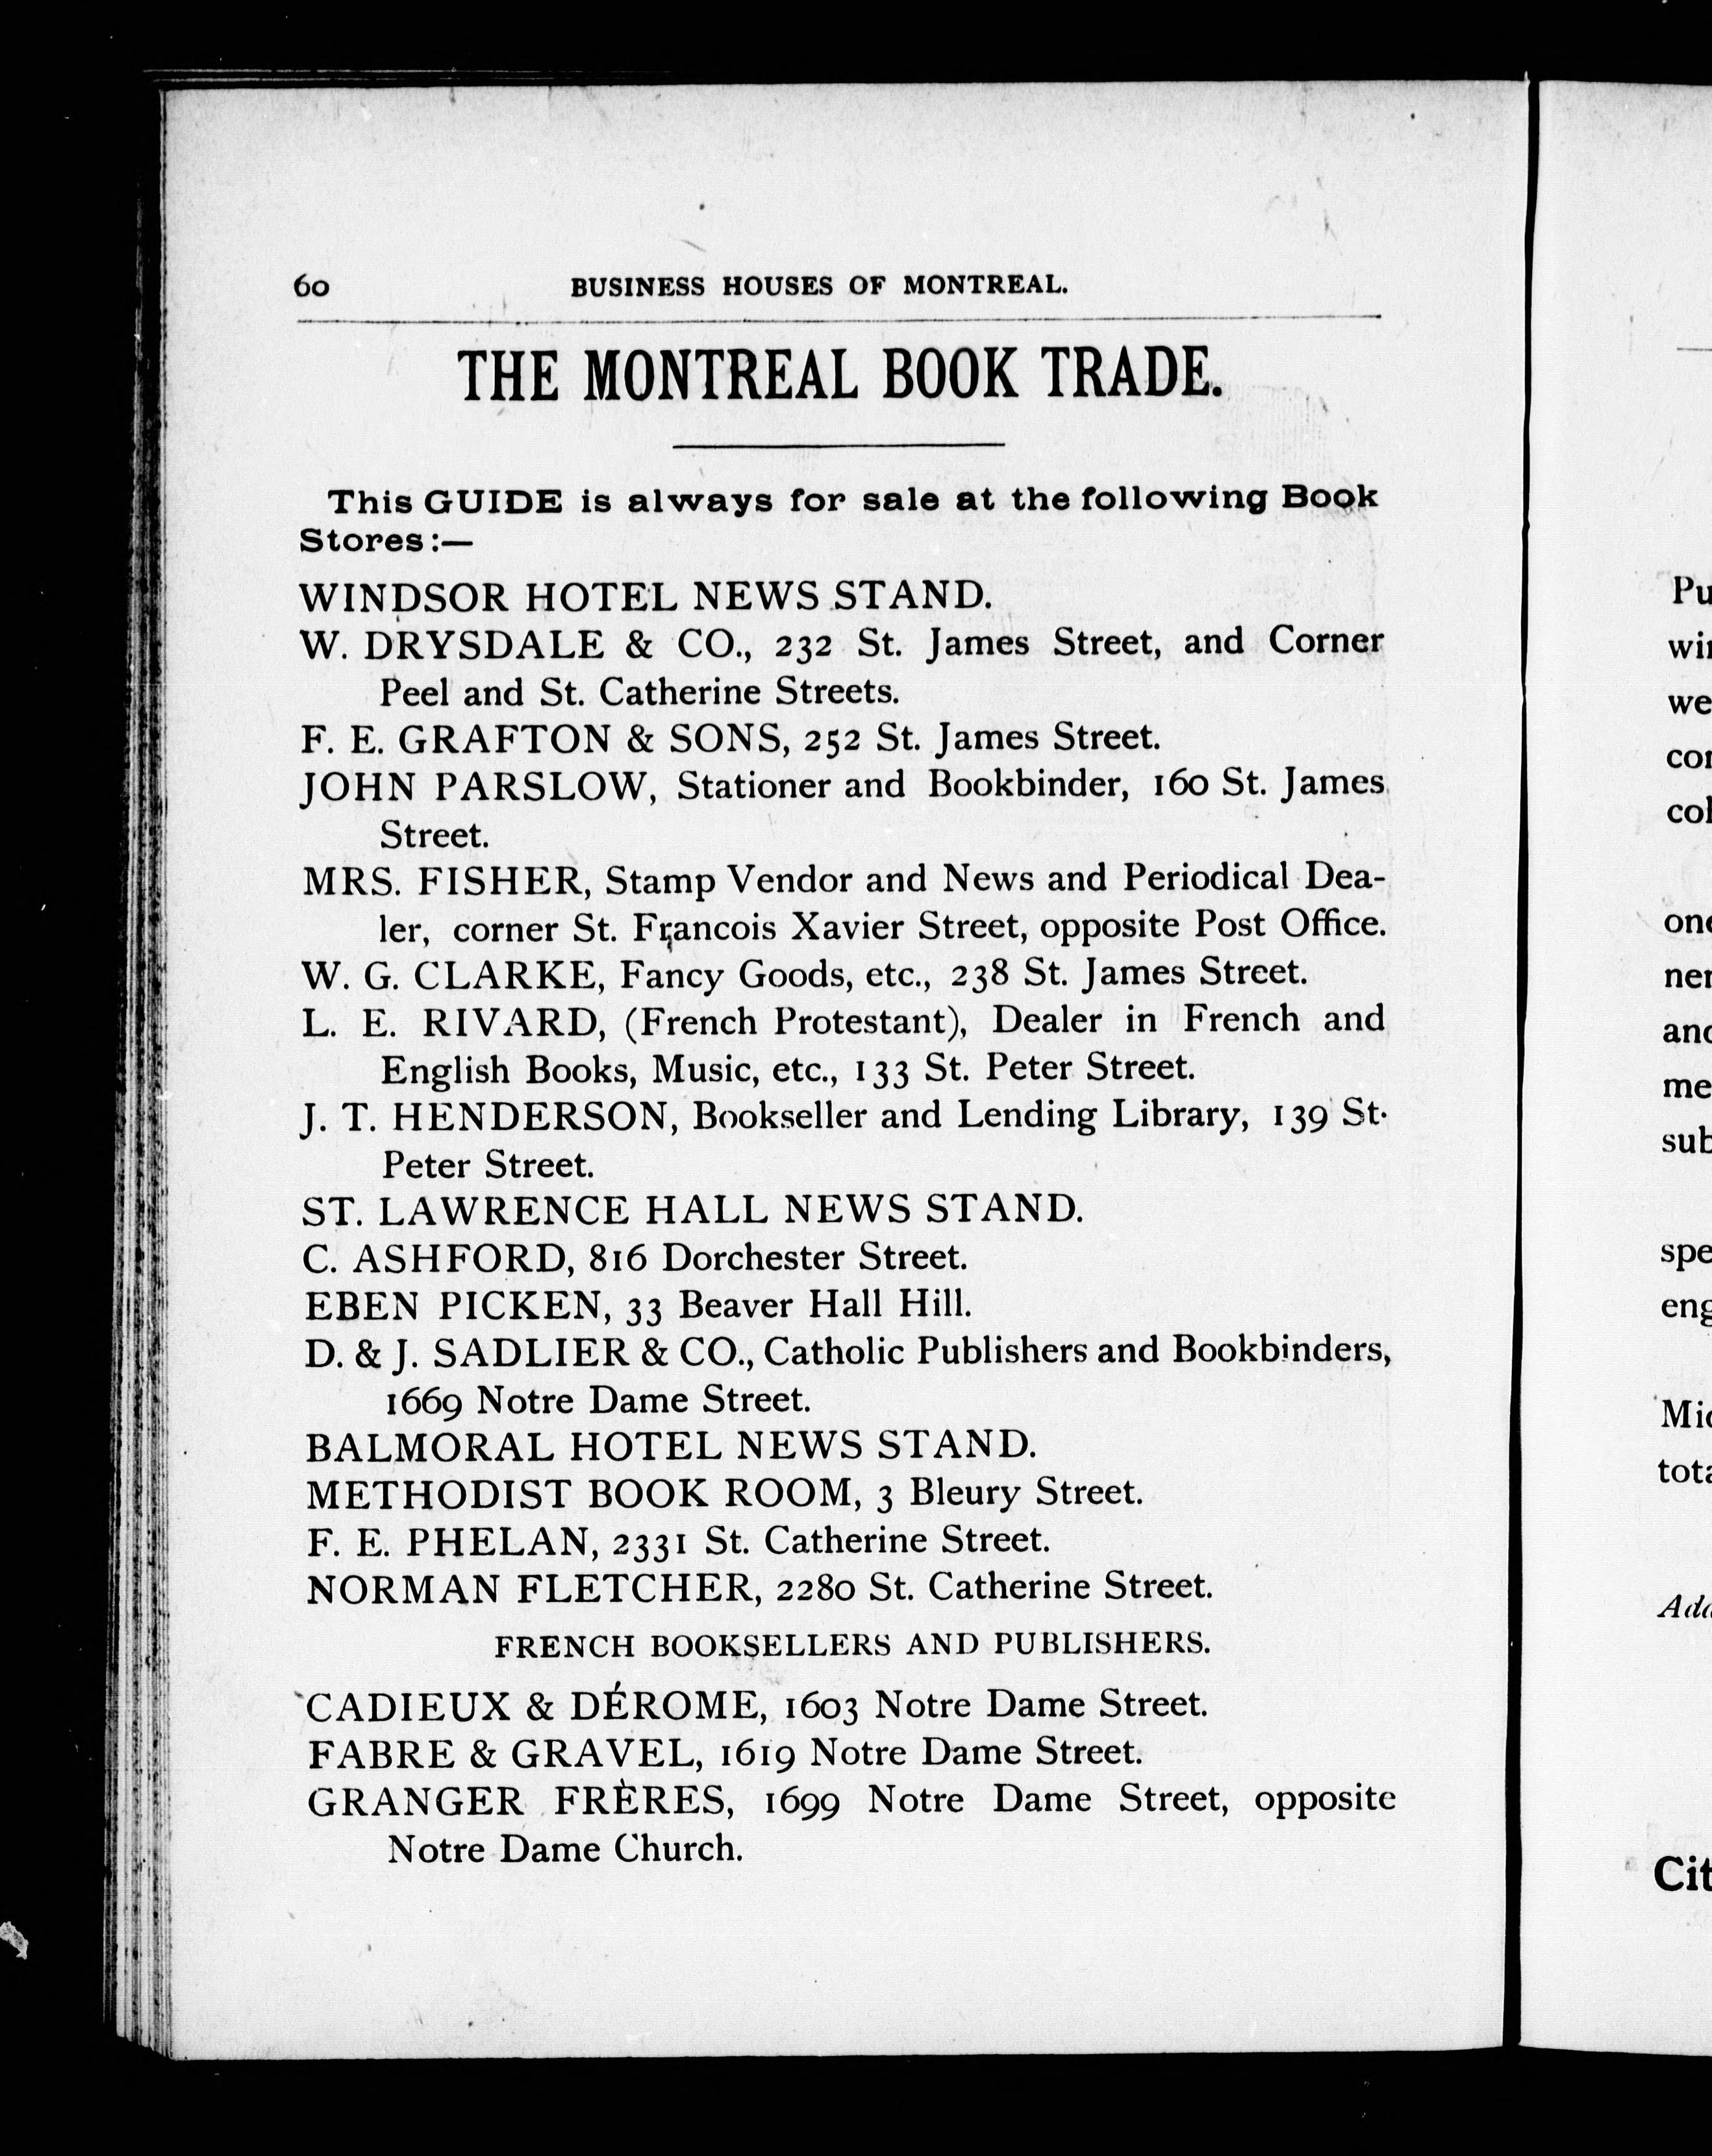 60 BUSINESS HOUSES OF MONTREAL.
THE MONTREAL BOOK TRADE.
This GUIDE is always for sale at the following Book
Stores:—
WINDSOR HOTEL NEWS STAND.
W. DRYSDALE & CO., 232 St. James Street, and Corner
Peel and St. Catherine Streets.
F. E. GRAFTON & SONS, 252 St. James Street.
JOHN PARSLOW, Stationer and Bookbinder, 160 St. James
Street.
MRS. FISHER, Stamp Vendor and News and Periodical Dea-
ler, corner St. Francois Xavier Street, opposite Post Office.
W. G. CLARKE, Fancy Goods, etc., 238 St. James Street.
L. E. RIVARD, (French Protestant), Dealer in French and
English Books, Music, etc., 133 St. Peter Street.
J. T. HENDERSON, Bookseller and Lending Library, 139 St.
Peter Street.
ST. LAWRENCE HALL NEWS STAND.
C. ASHFORD, 816 Dorchester Street.
EBEN PICKEN, 33 Beaver Hall Hill.
D. & J. SADLIER & CO., Catholic Publishers and Bookbinders,
1669 Notre Dame Street.
BALMORAL HOTEL NEWS STAND.
METHODIST BOOK ROOM, 3 Bleury Street.
F. E. PHELAN, 2331 St. Catherine Street.
NORMAN FLETCHER, 2280 St. Catherine Street.
FRENCH BOOKSELLERS AND PUBLISHERS.
CADIEUX & DÉROME, 1603 Notre Dame Street.
FABRE & GRAVEL, 1619 Notre Dame Street.
GRANGER FRÈRES, 1699 Notre Dame Street, opposite
Notre Dame Church.